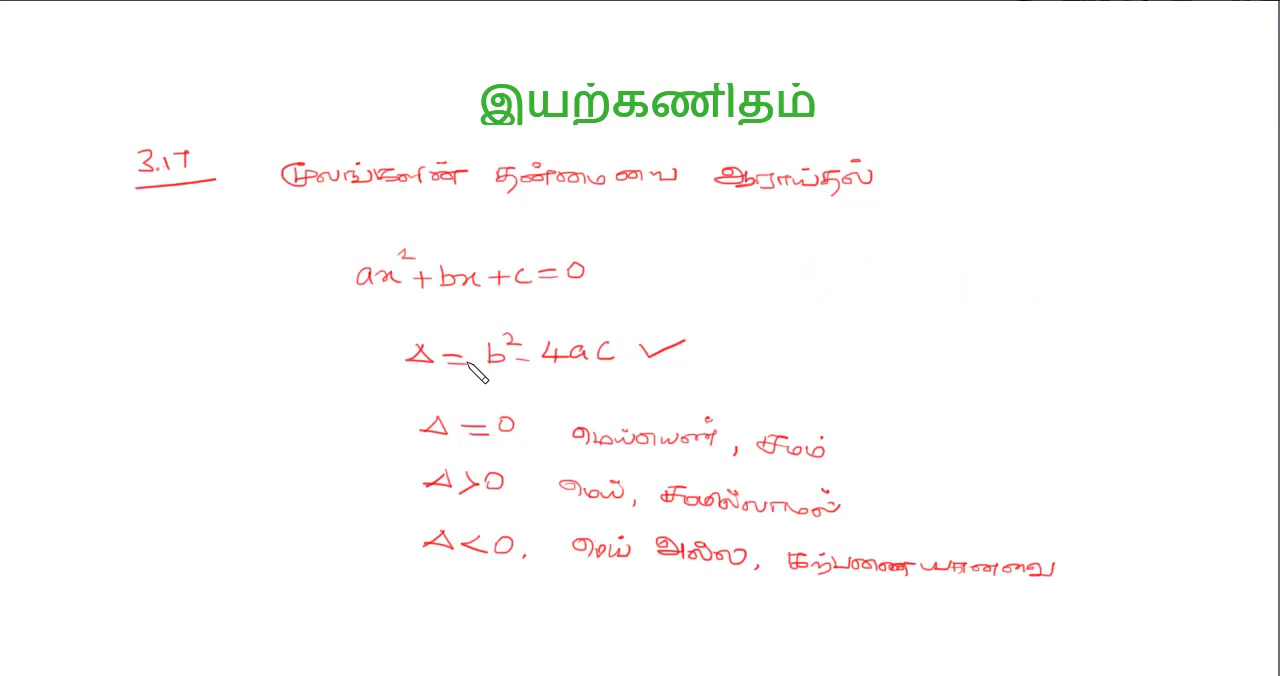 இயற்கணிதம்
3.17 மூலங்களின் தன்மையை ஆராய்தல்
ax²+bx+c=0
Δ= b²-4ac ✓
Δ=0 மெய்யெண், சமம்
Δ>0 மெய், சமமில்லாமல்
Δ<0, மெய் அல்ல, கற்பனையானவை